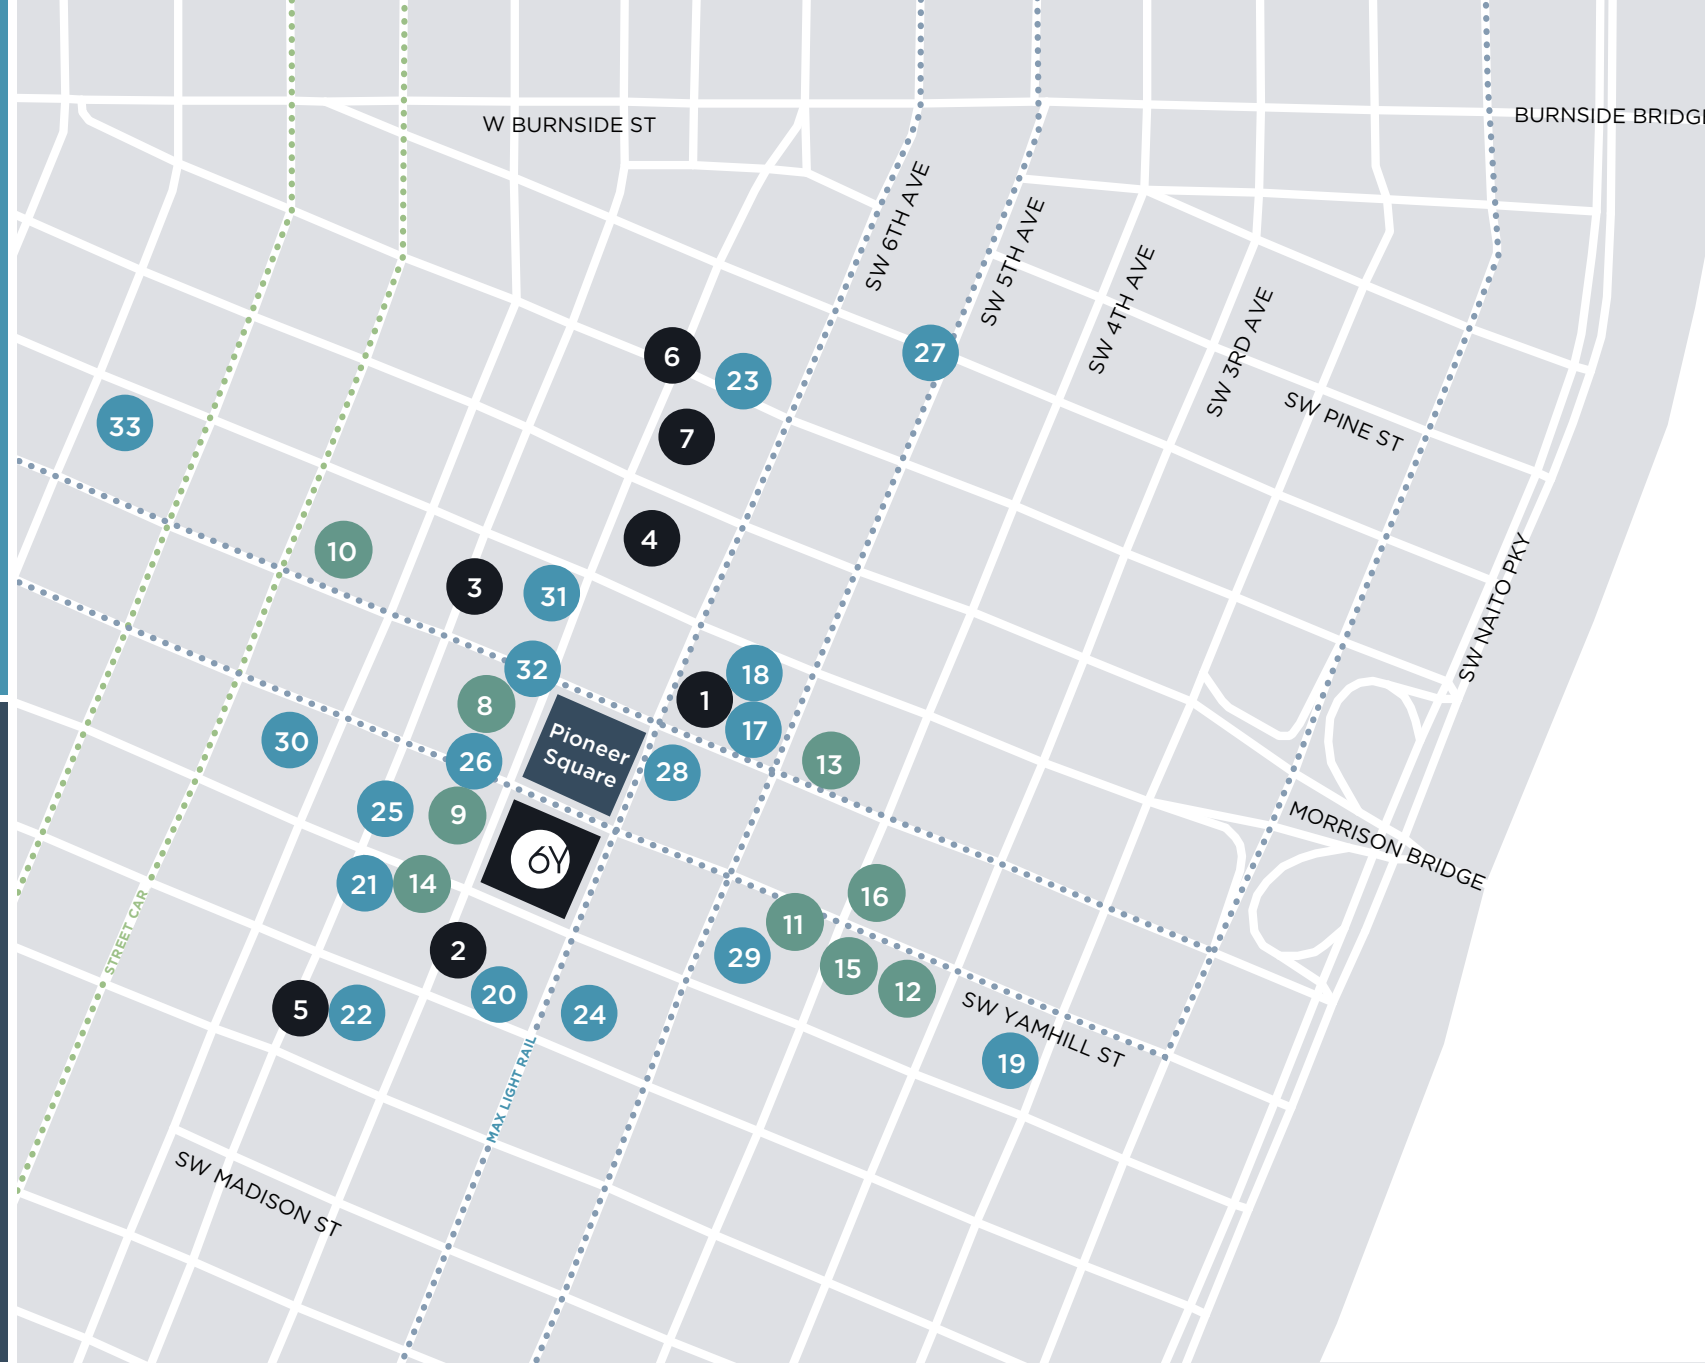 W BURNSIDE ST
BURNSIDE BRIDG
SW 6TH AVE
SW 5TH AVE
SW 4TH AVE
SW 3RD AVE
6
27
23
SW PINE ST
33
7
4
10
SW NAITO PKY
3
31
32
18
1
8
17
Pioneer
Square
30
26
28
13
25
9
MORRISON BRIDGE
6Y
21
14
16
STREET CAR
11
2
29
15
12
20
5
22
24
SW YAMHILL ST
19
MAX LIGHT RAIL
SW MADISON ST